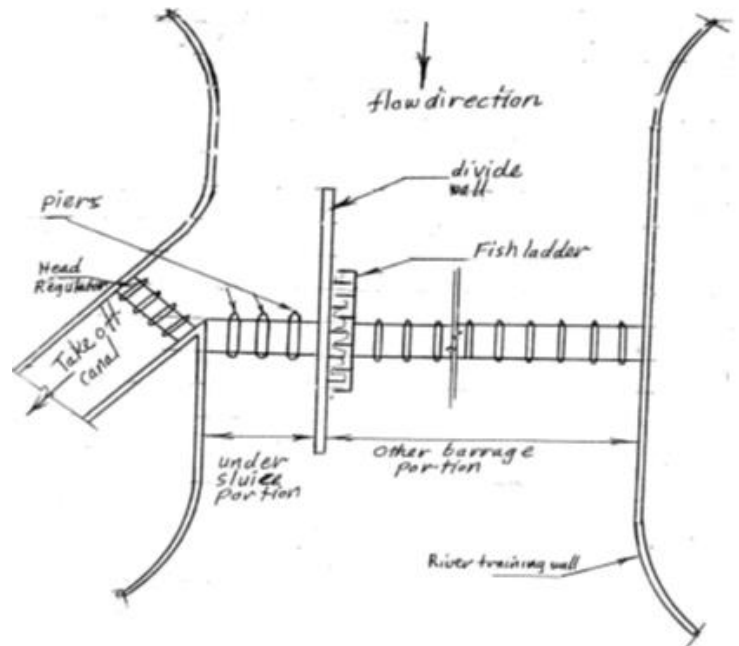 flow direction
divide
wall
piers
Fish ladder
Head
Regulator
Take off
canal
under
sluice
portion
Other barrage
portion
River training wall